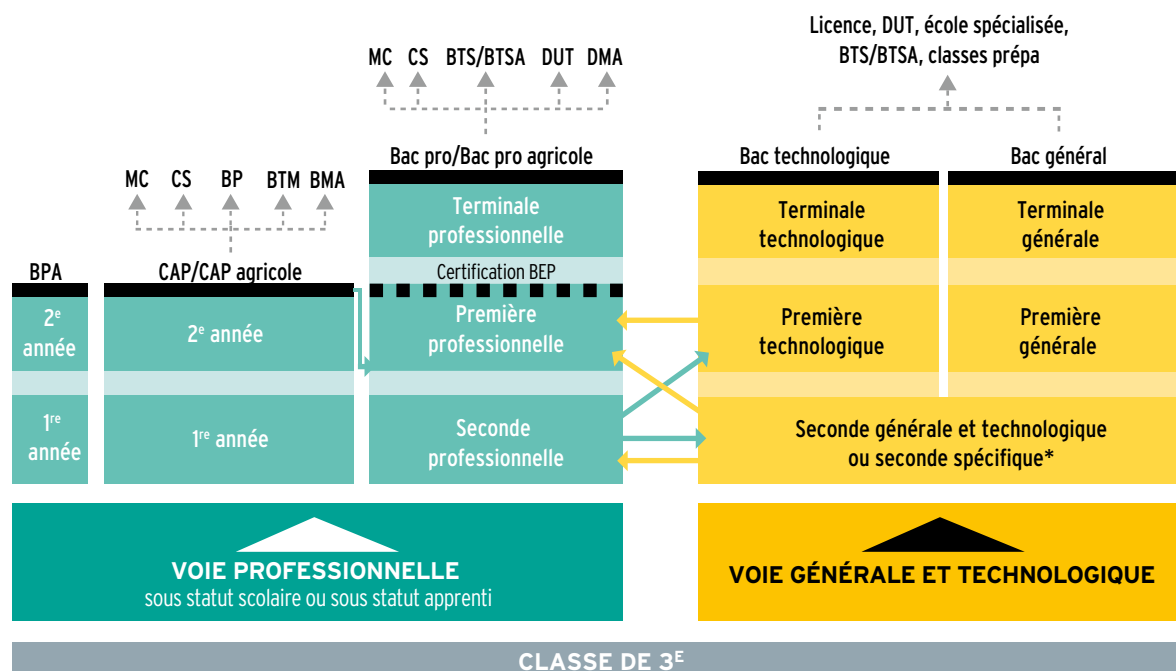 Licence, DUT, école spécialisée,
BTS/BTSA, classes prépa
MC CS BTS/BTSA DUT DMA
Bac pro/Bac pro agricole
Bac technologique
Bac général
MC CS BP BTM BMA
Terminale
professionnelle
Terminale
technologique
Terminale
générale
BPA
CAP/CAP agricole
Certification BEP
2e
année
2e année
Première
professionnelle
Première
technologique
Première
générale
1re
année
1re année
Seconde
professionnelle
Seconde générale et technologique
ou seconde spécifique*
VOIE PROFESSIONNELLE
sous statut scolaire ou sous statut apprenti
VOIE GÉNÉRALE ET TECHNOLOGIQUE
CLASSE DE 3E